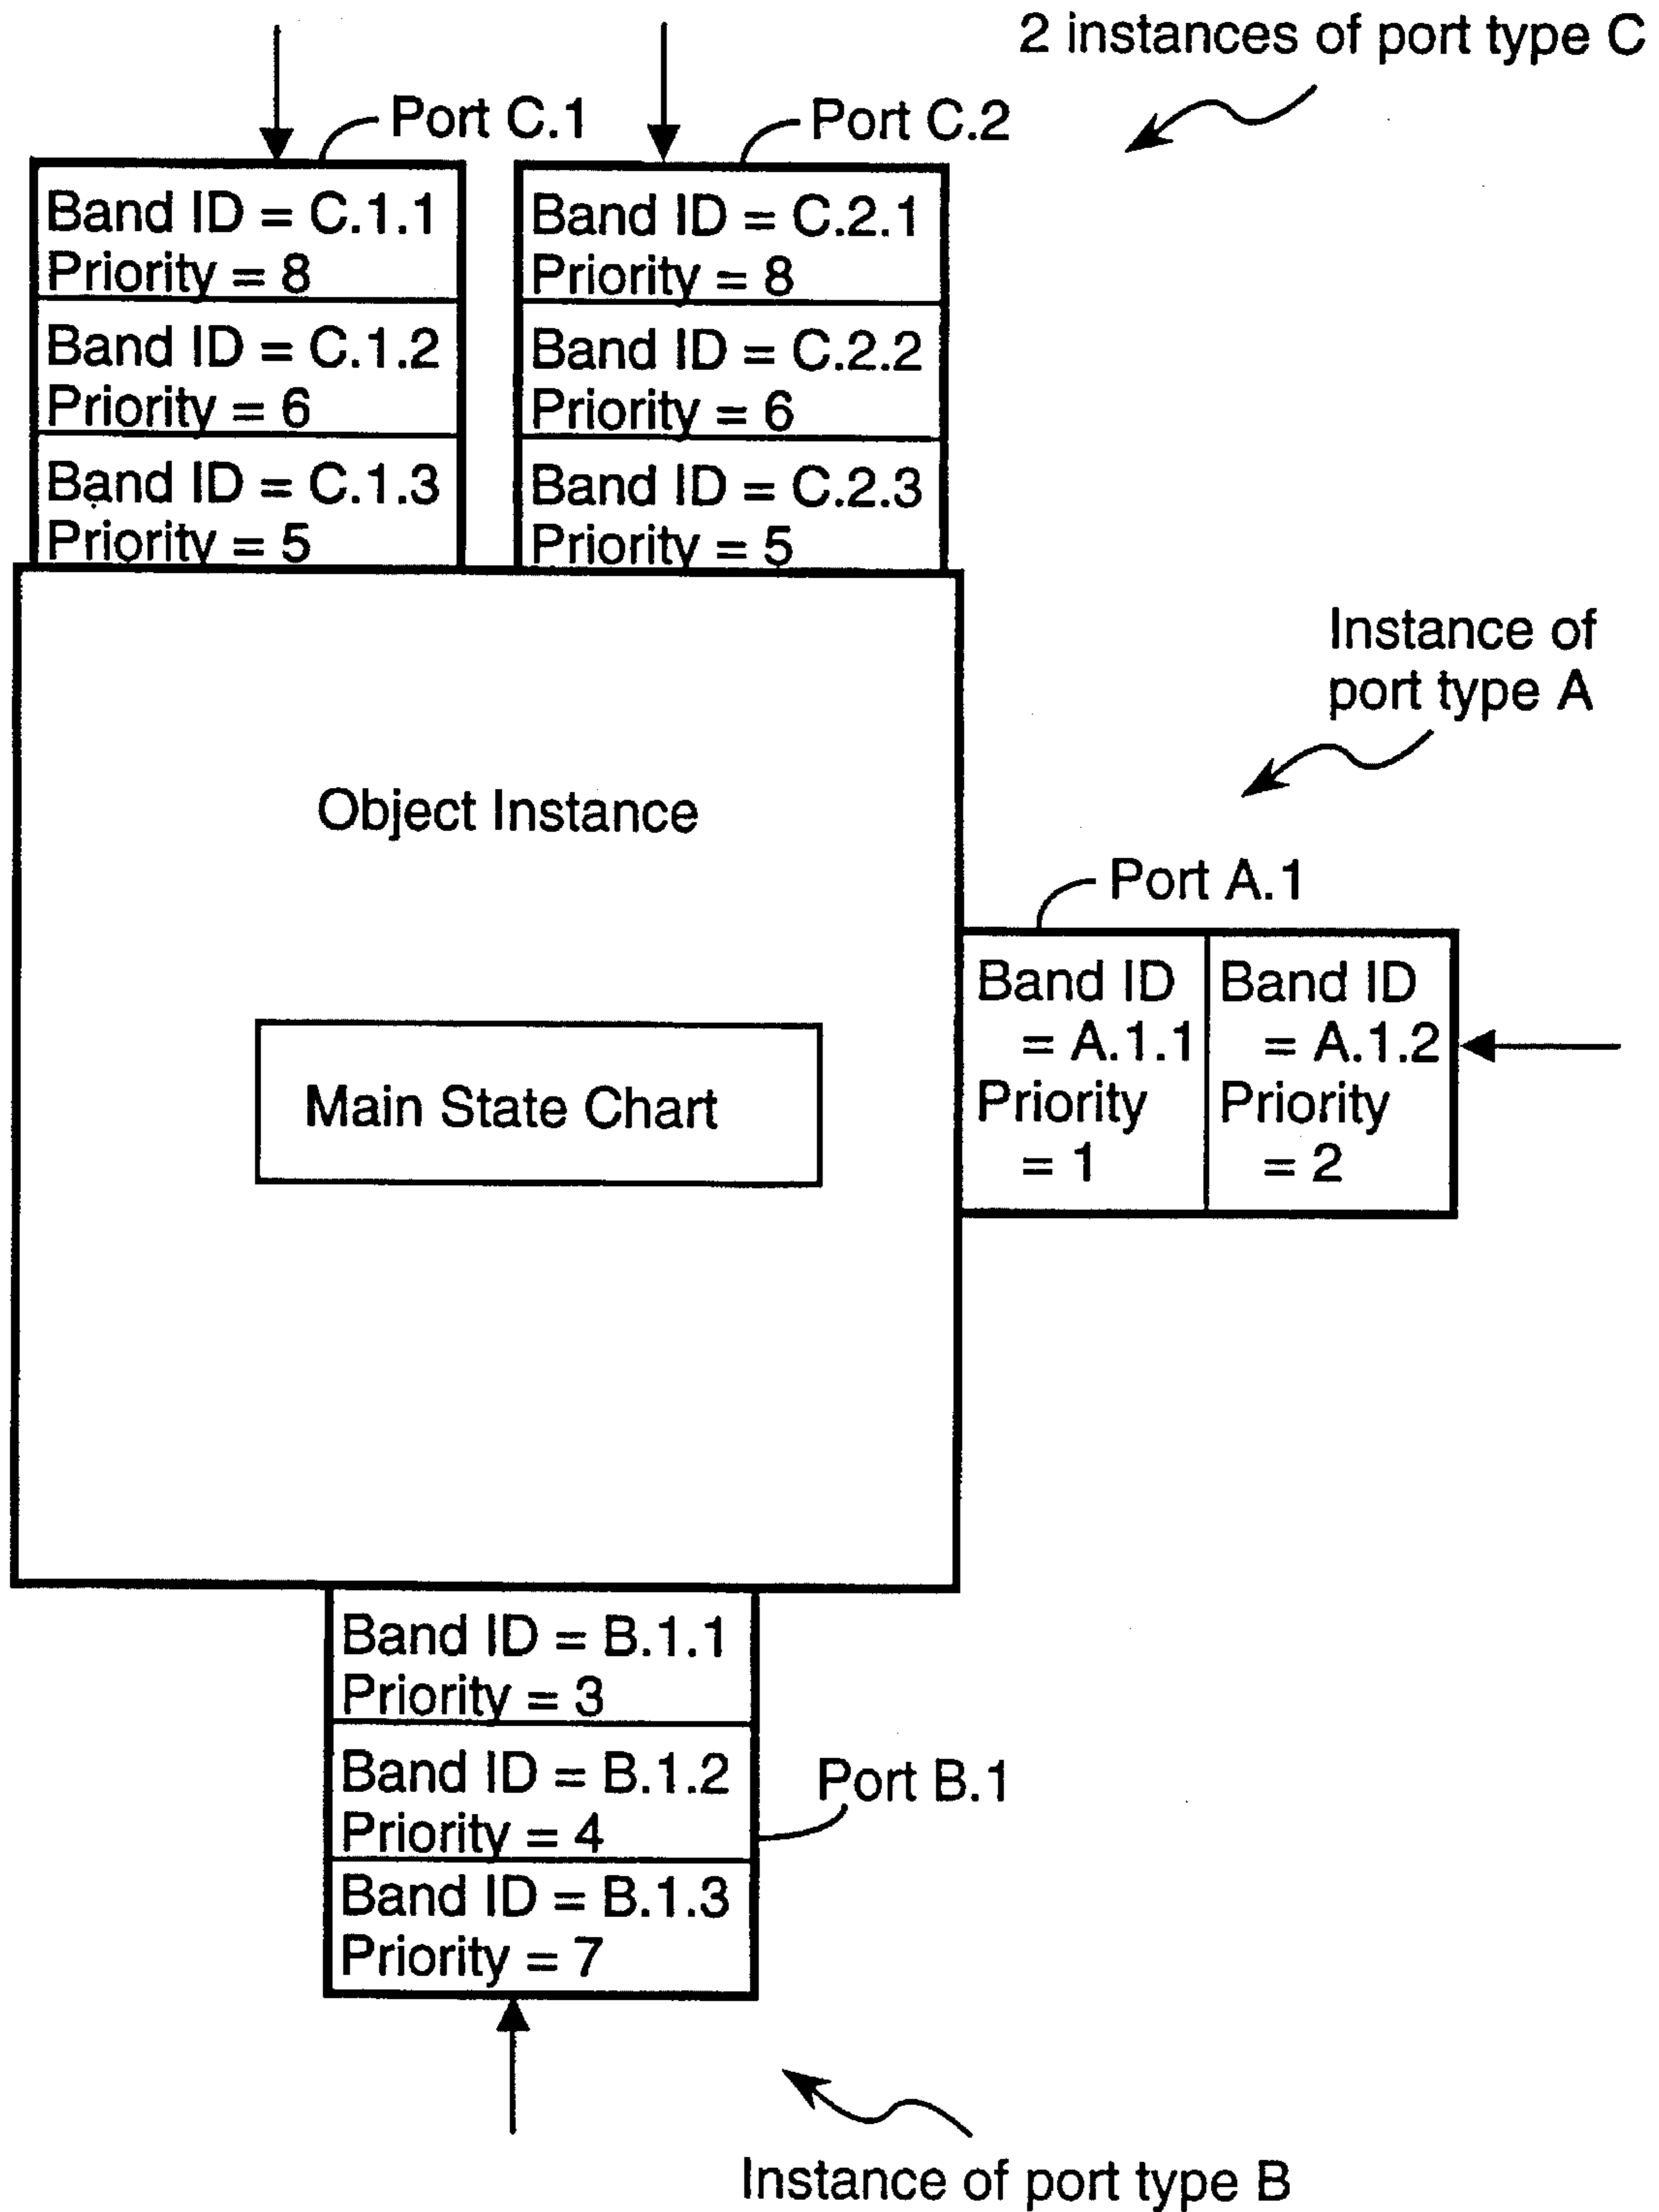 2 instances of port type C
Port C.1
Port C.2
Band ID = C.1.1
Priority = 8
Band ID = C.1.2
Priority = 6
Band ID = C.1.3
Priority = 5
Band ID = C.2.1
Priority = 8
Band ID = C.2.2
Priority = 6
Band ID = C.2.3
Priority = 5
Instance of
port type A
Object Instance
Port A.1
Band ID
= A.1.1
Priority
= 1
Band ID
= A.1.2
Priority
= 2
Main State Chart
Band ID = B.1.1
Priority = 3
Band ID = B.1.2
Priority = 4
Band ID = B.1.3
Priority = 7
Port B.1
Instance of port type B